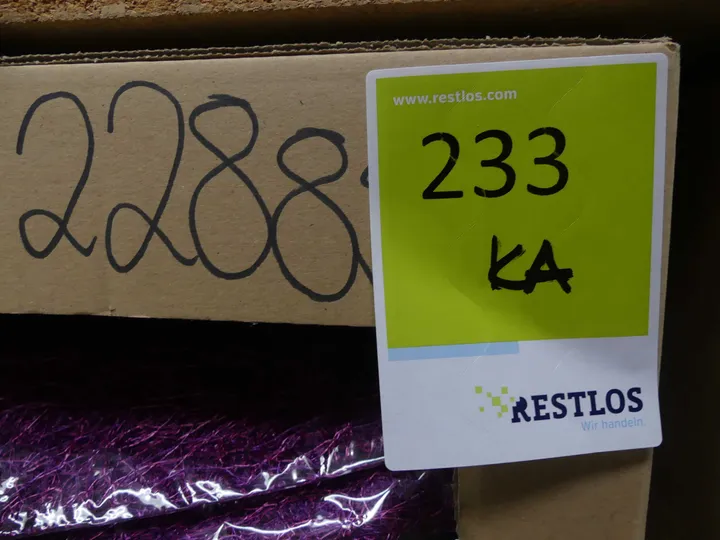 2288
www.restlos.com
233
KA
RESTLOS
Wir handeln.